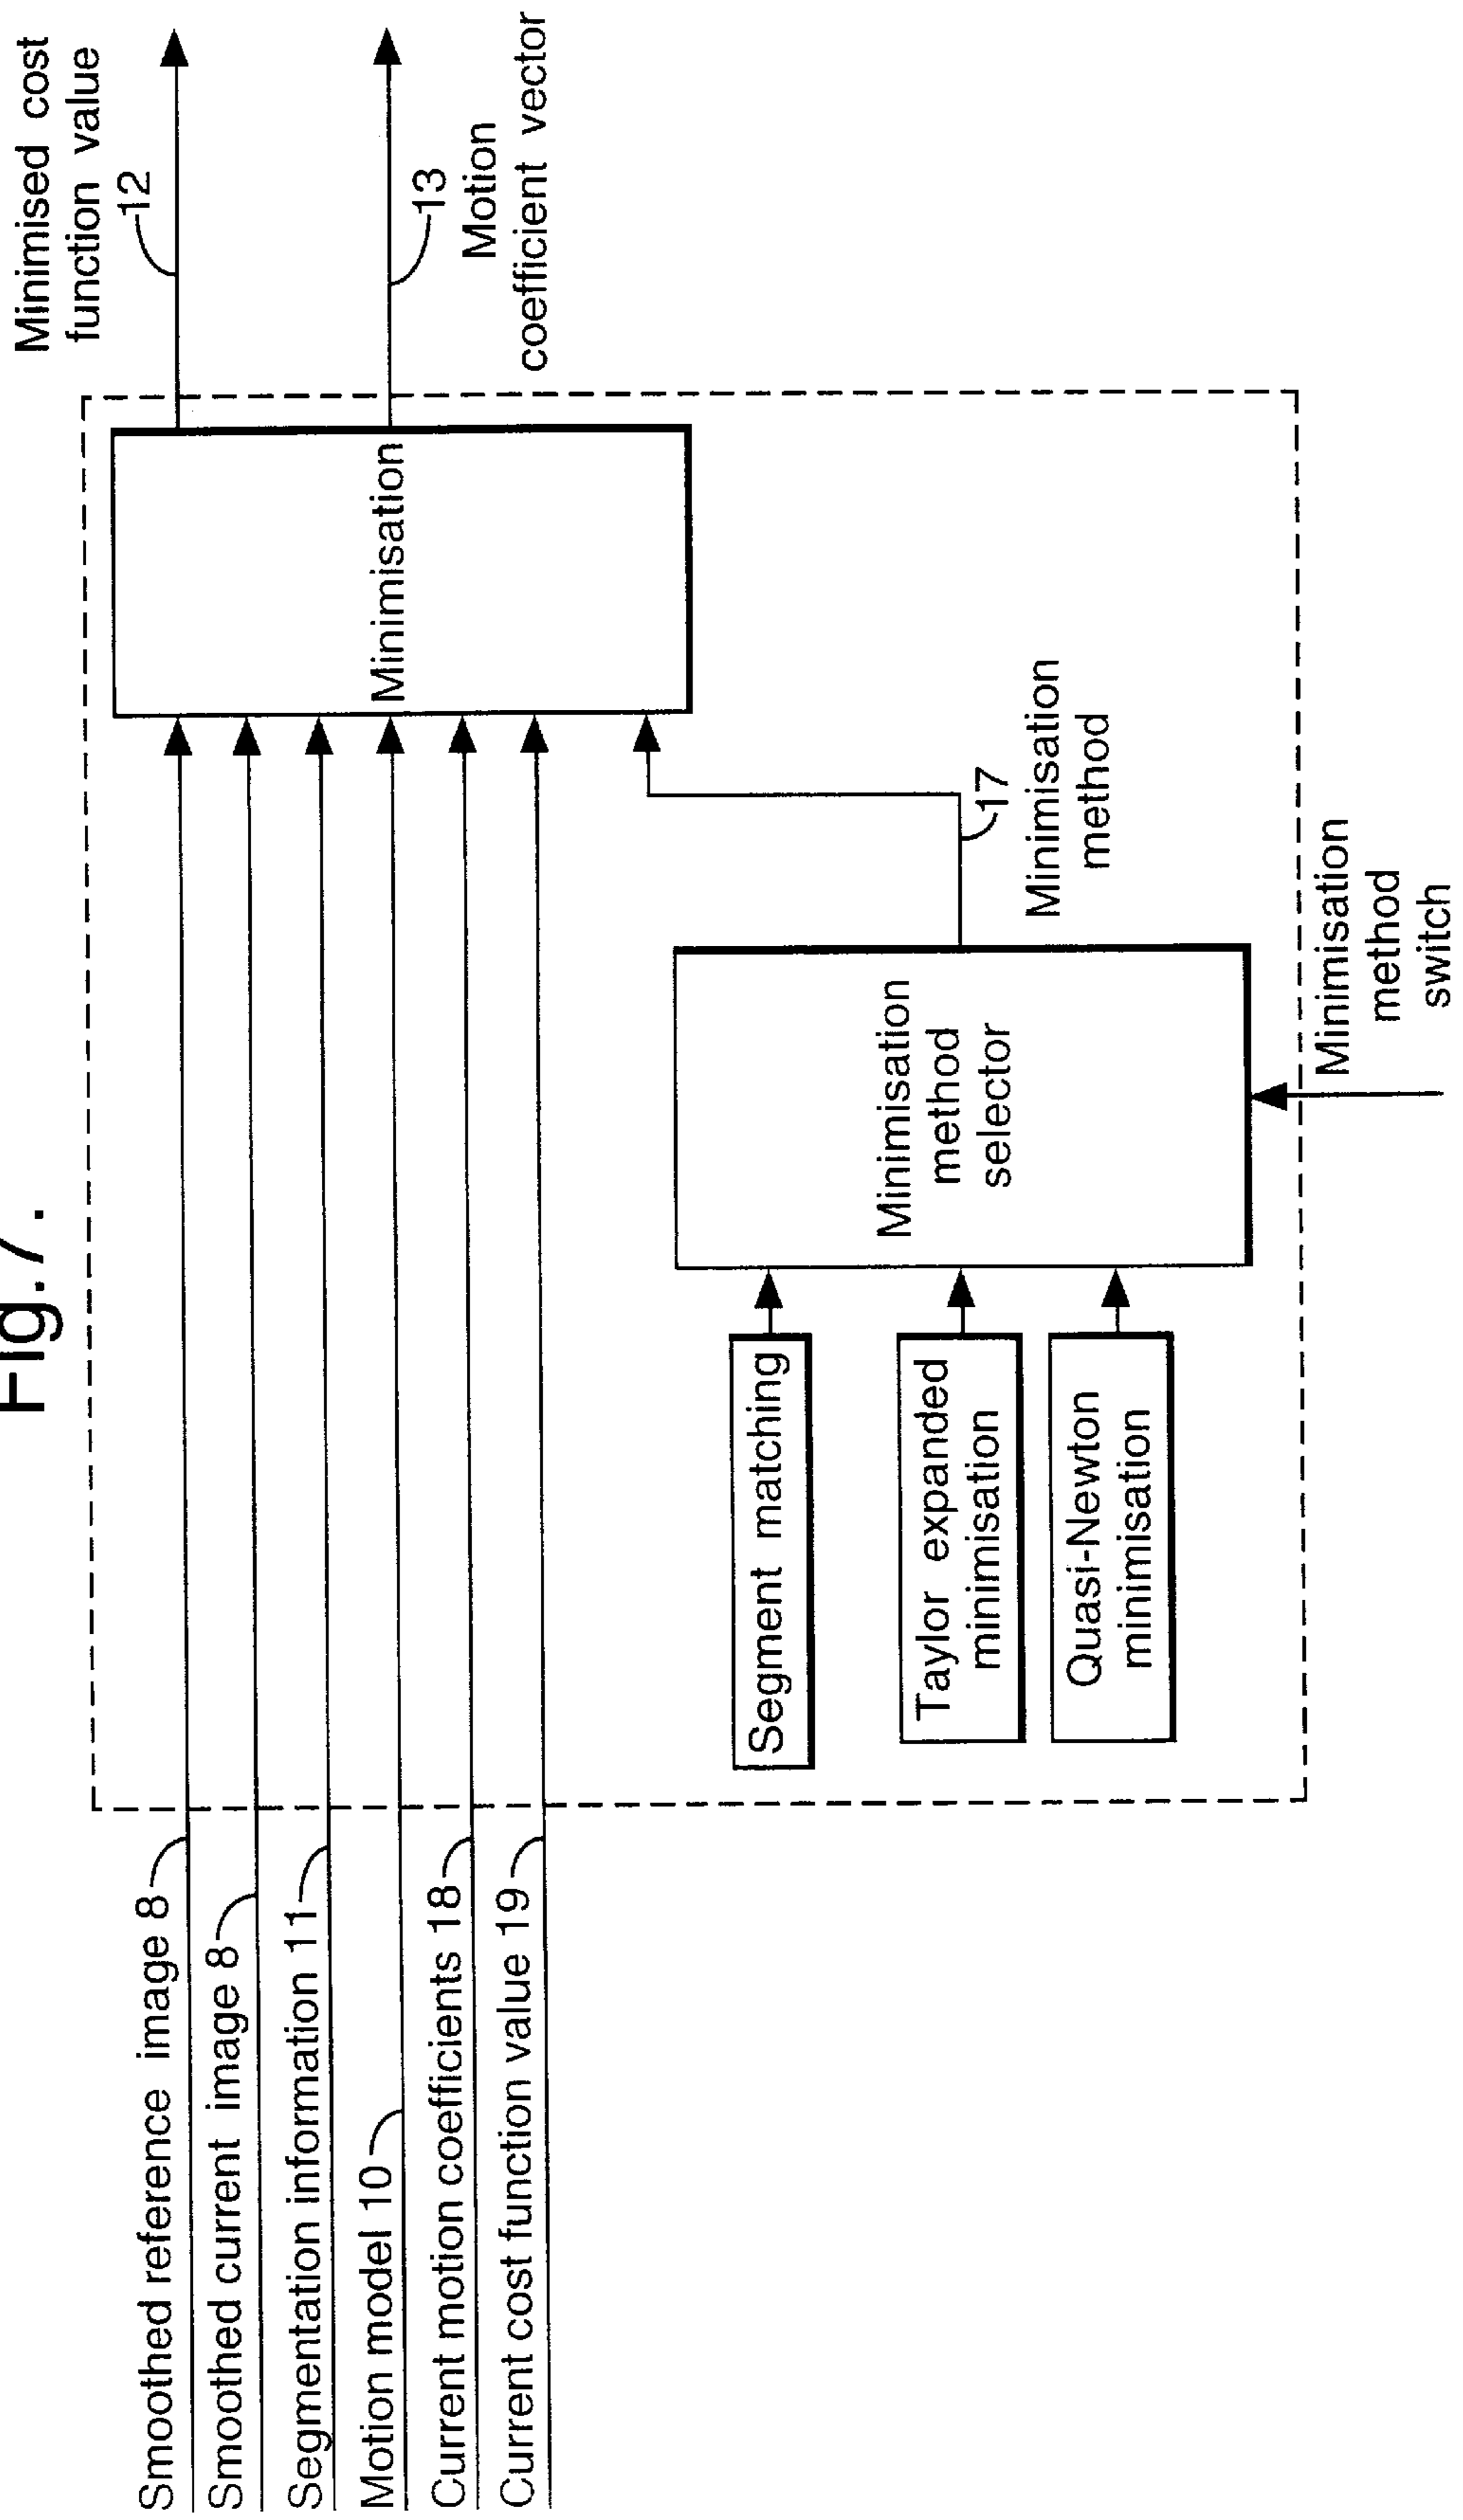 Fig.7.
Smoothed reference image 8
Smoothed current image 8
Segmentation information 11
Motion model 10
Current motion coefficients 18
Current cost function value 19
Segment matching
Taylor expanded
minimisation
Quasi-Newton
minimisation
Minimisation
method
selector
Minimisation
method
switch
17
Minimisation
method
Minimisation
Minimised cost
function value
12
13
Motion
coefficient vector